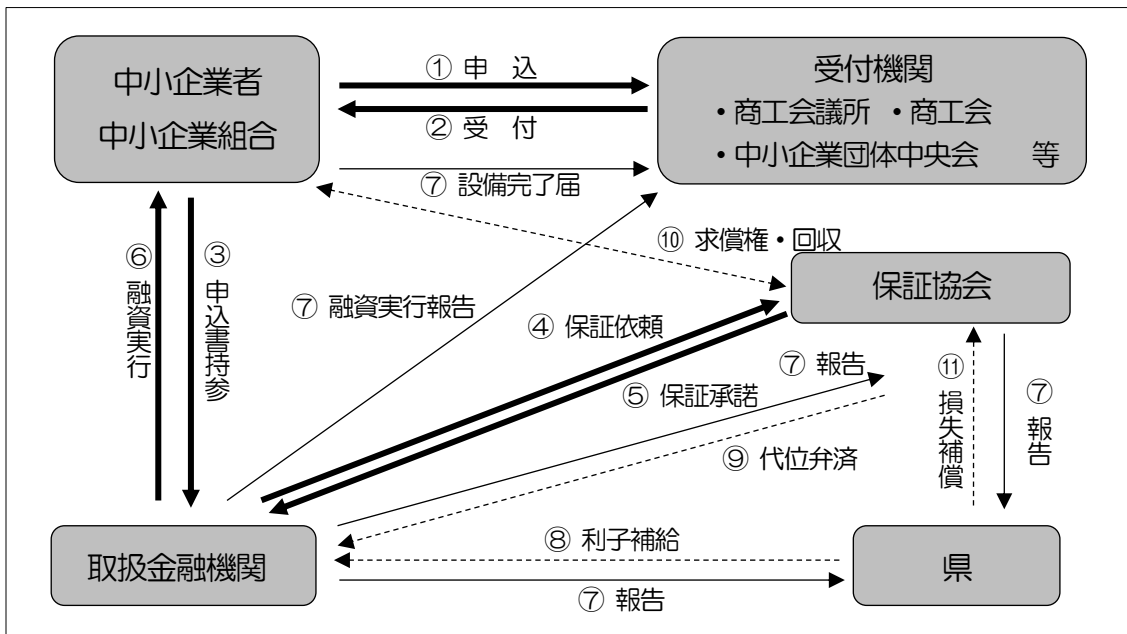 中小企業者
中小企業組合
① 申　込
② 受　付
受付機関
・商工会議所　・商工会
・中小企業団体中央会　　等
⑦ 設備完了届
⑩ 求償権・回収
保証協会
⑥ 融資実行
③ 申込書持参
⑦ 融資実行報告
④ 保証依頼
⑤ 保証承諾
⑦ 報告
⑨ 代位弁済
⑪ 損失補償
⑦ 報告
取扱金融機関
⑧ 利子補給
⑦ 報告
県